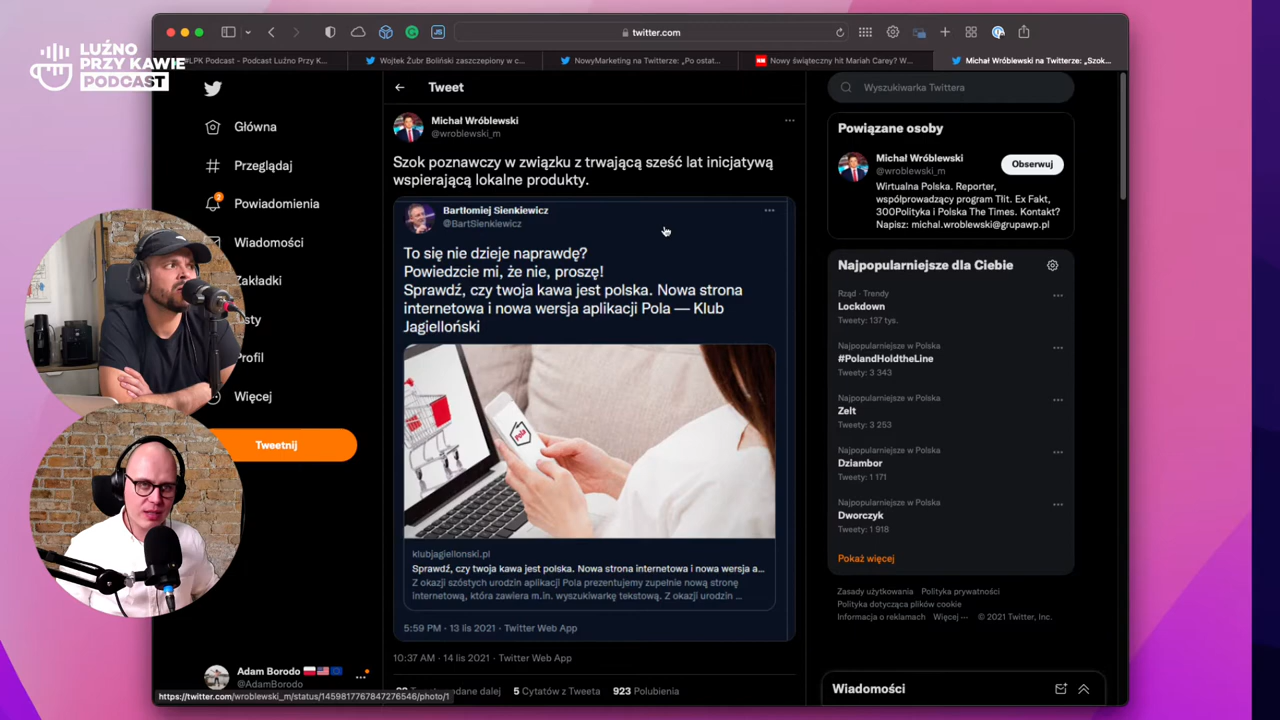 LUŹNO
PRZY KAWIE
PODCAST
twitter.com
#LPK Podcast - Podcast Luźno Przy K...
Wojtek Żubr Boliński zaszczepiony w c...
NowyMarketing na Twitterze: „Po ostat...
Nowy świąteczny hit Mariah Carey? W...
Michał Wróblewski na Twitterze: „Szok...
Główna
Przeglądaj
2
Powiadomienia
Wiadomości
Zakładki
Profil
Więcej
Tweetnij
Adam Borodo
@AdamBorodo
Tweet
Michał Wróblewski
@wroblewski_m
Szok poznawczy w związku z trwającą sześć lat inicjatywą
wspierającą lokalne produkty.
Bartłomiej Sienkiewicz
@BartSienkiewicz
To się nie dzieje naprawdę?
Powiedzcie mi, że nie, proszę!
Sprawdź, czy twoja kawa jest polska. Nowa strona
internetowa i nowa wersja aplikacji Pola — Klub
Jagielloński
Pola
klubjagiellonski.pl
Sprawdź, czy twoja kawa jest polska. Nowa strona internetowa i nowa wersja a...
Z okazji szóstych urodzin aplikacji Pola prezentujemy zupełnie nową stronę
internetową, która zawiera m.in. wyszukiwarkę tekstową. Z okazji urodzin ...
5:59 PM · 13 lis 2021 · Twitter Web App
10:37 AM · 14 lis 2021 · Twitter Web App
5 Cytatów z Tweeta 923 Polubienia
https://twitter.com/wroblewski_m/status/1459817767847276546/photo/1
Wyszukiwarka Twittera
Powiązane osoby
Michał Wróblewski
@wroblewski_m
Obserwuj
Wirtualna Polska. Reporter,
współprowadzący program Tłit. Ex Fakt,
300Polityka i Polska The Times. Kontakt?
Napisz: michal.wroblewski@grupawp.pl
Najpopularniejsze dla Ciebie
Rząd · Trendy
Lockdown
Tweety: 137 tys.
Najpopularniejsze w Polska
#PolandHoldtheLine
Tweety: 3 343
Najpopularniejsze w Polska
Zelt
Tweety: 3 253
Najpopularniejsze w Polska
Dziambor
Tweety: 1 171
Najpopularniejsze w Polska
Dworczyk
Tweety: 1 918
Pokaż więcej
Zasady użytkowania Polityka prywatności
Polityka dotycząca plików cookie
Informacja o reklamach Więcej ··· © 2021 Twitter, Inc.
Wiadomości